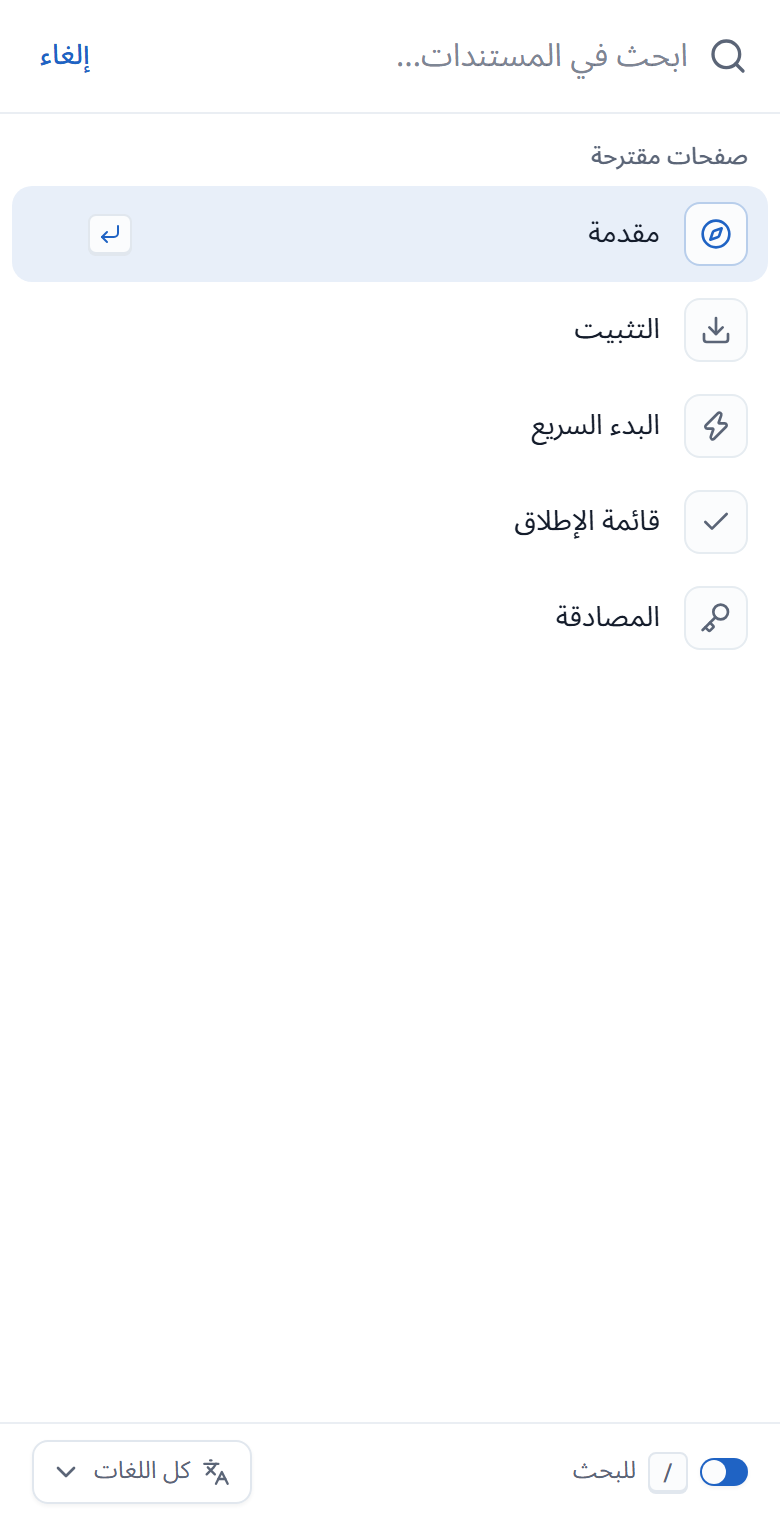 ابحث في المستندات...
إلغاء
صفحات مقترحة
مقدمة
التثبيت
البدء السريع
قائمة الإطلاق
المصادقة
/ للبحث
كل اللغات